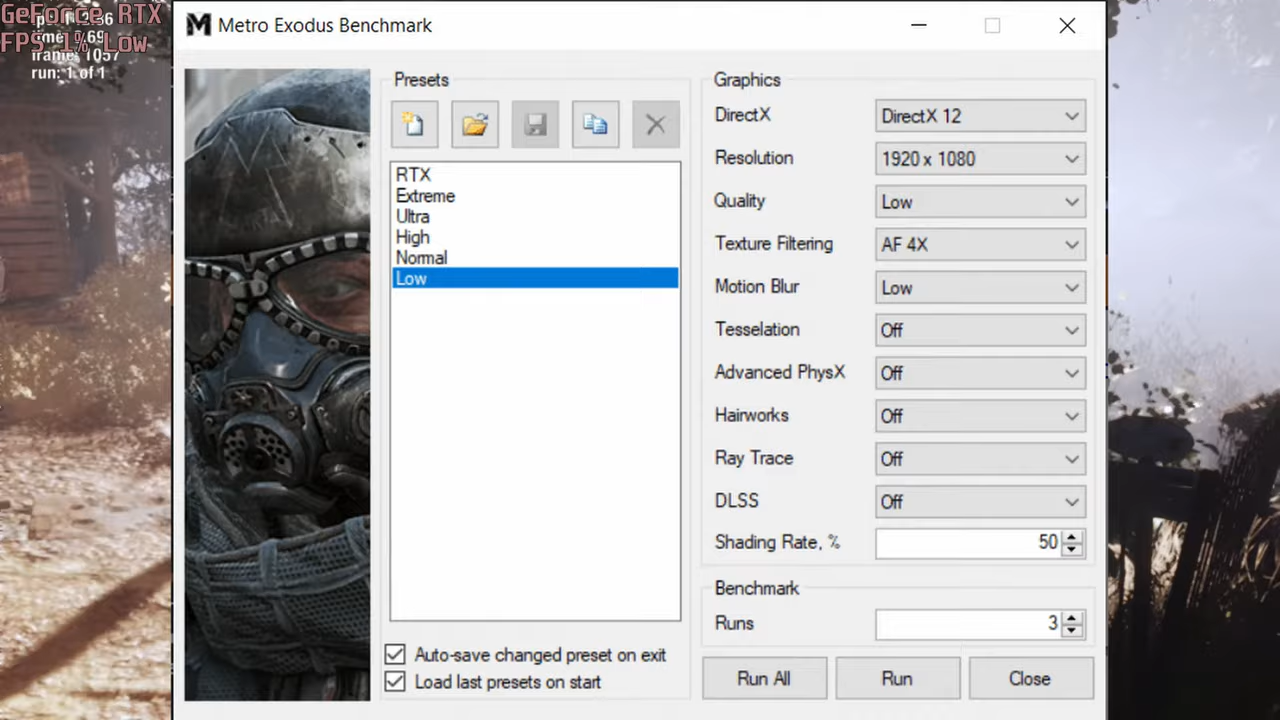 GeForce RTX
FPS 1% Low
frame: 1057
run: 1 of 1
Metro Exodus Benchmark
Presets
RTX
Extreme
Ultra
High
Normal
Low
Auto-save changed preset on exit
Load last presets on start
Graphics
DirectX DirectX 12
Resolution 1920 x 1080
Quality Low
Texture Filtering AF 4X
Motion Blur Low
Tesselation Off
Advanced PhysX Off
Hairworks Off
Ray Trace Off
DLSS Off
Shading Rate, % 50
Benchmark
Runs 3
Run All Run Close